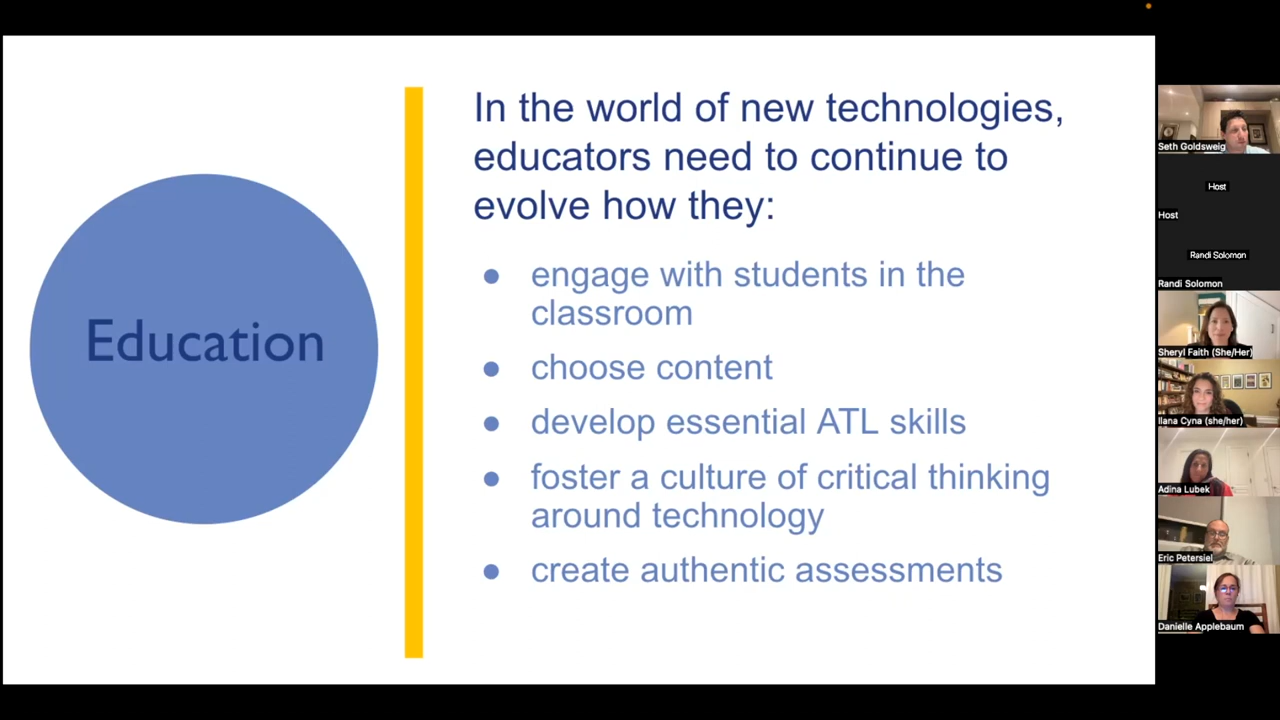 Education
In the world of new technologies,
educators need to continue to
evolve how they:
engage with students in the
classroom
choose content
develop essential ATL skills
foster a culture of critical thinking
around technology
create authentic assessments
Seth Goldsweig
Host
Host
Randi Solomon
Randi Solomon
Sheryl Faith (She/Her)
Ilana Cyna (she/her)
Adina Lubek
Eric Petersiel
Danielle Applebaum